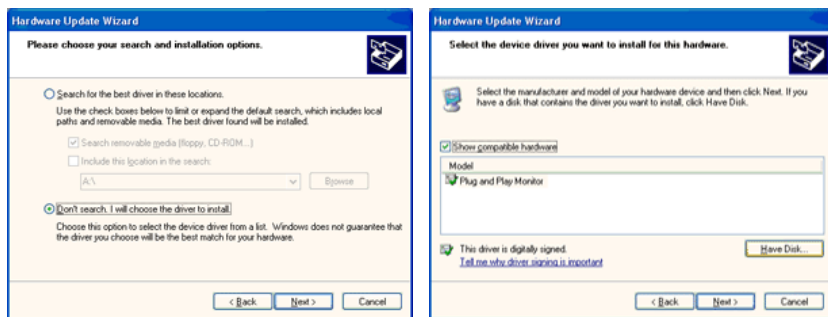 Hardware Update Wizard
Please choose your search and installation options.
Search for the best driver in these locations.
Use the check boxes below to limit or expand the default search, which includes local
paths and removable media. The best driver found will be installed.
Search removable media (floppy, CD-ROM...)
Include this location in the search:
A:\
Browse
Don't search. I will choose the driver to install.
Choose this option to select the device driver from a list. Windows does not guarantee that
the driver you choose will be the best match for your hardware.
< Back
Next >
Cancel
Hardware Update Wizard
Select the device driver you want to install for this hardware.
Select the manufacturer and model of your hardware device and then click Next. If you
have a disk that contains the driver you want to install, click Have Disk.
Show compatible hardware
Model
Plug and Play Monitor
This driver is digitally signed.
Tell me why driver signing is important
Have Disk...
< Back
Next >
Cancel